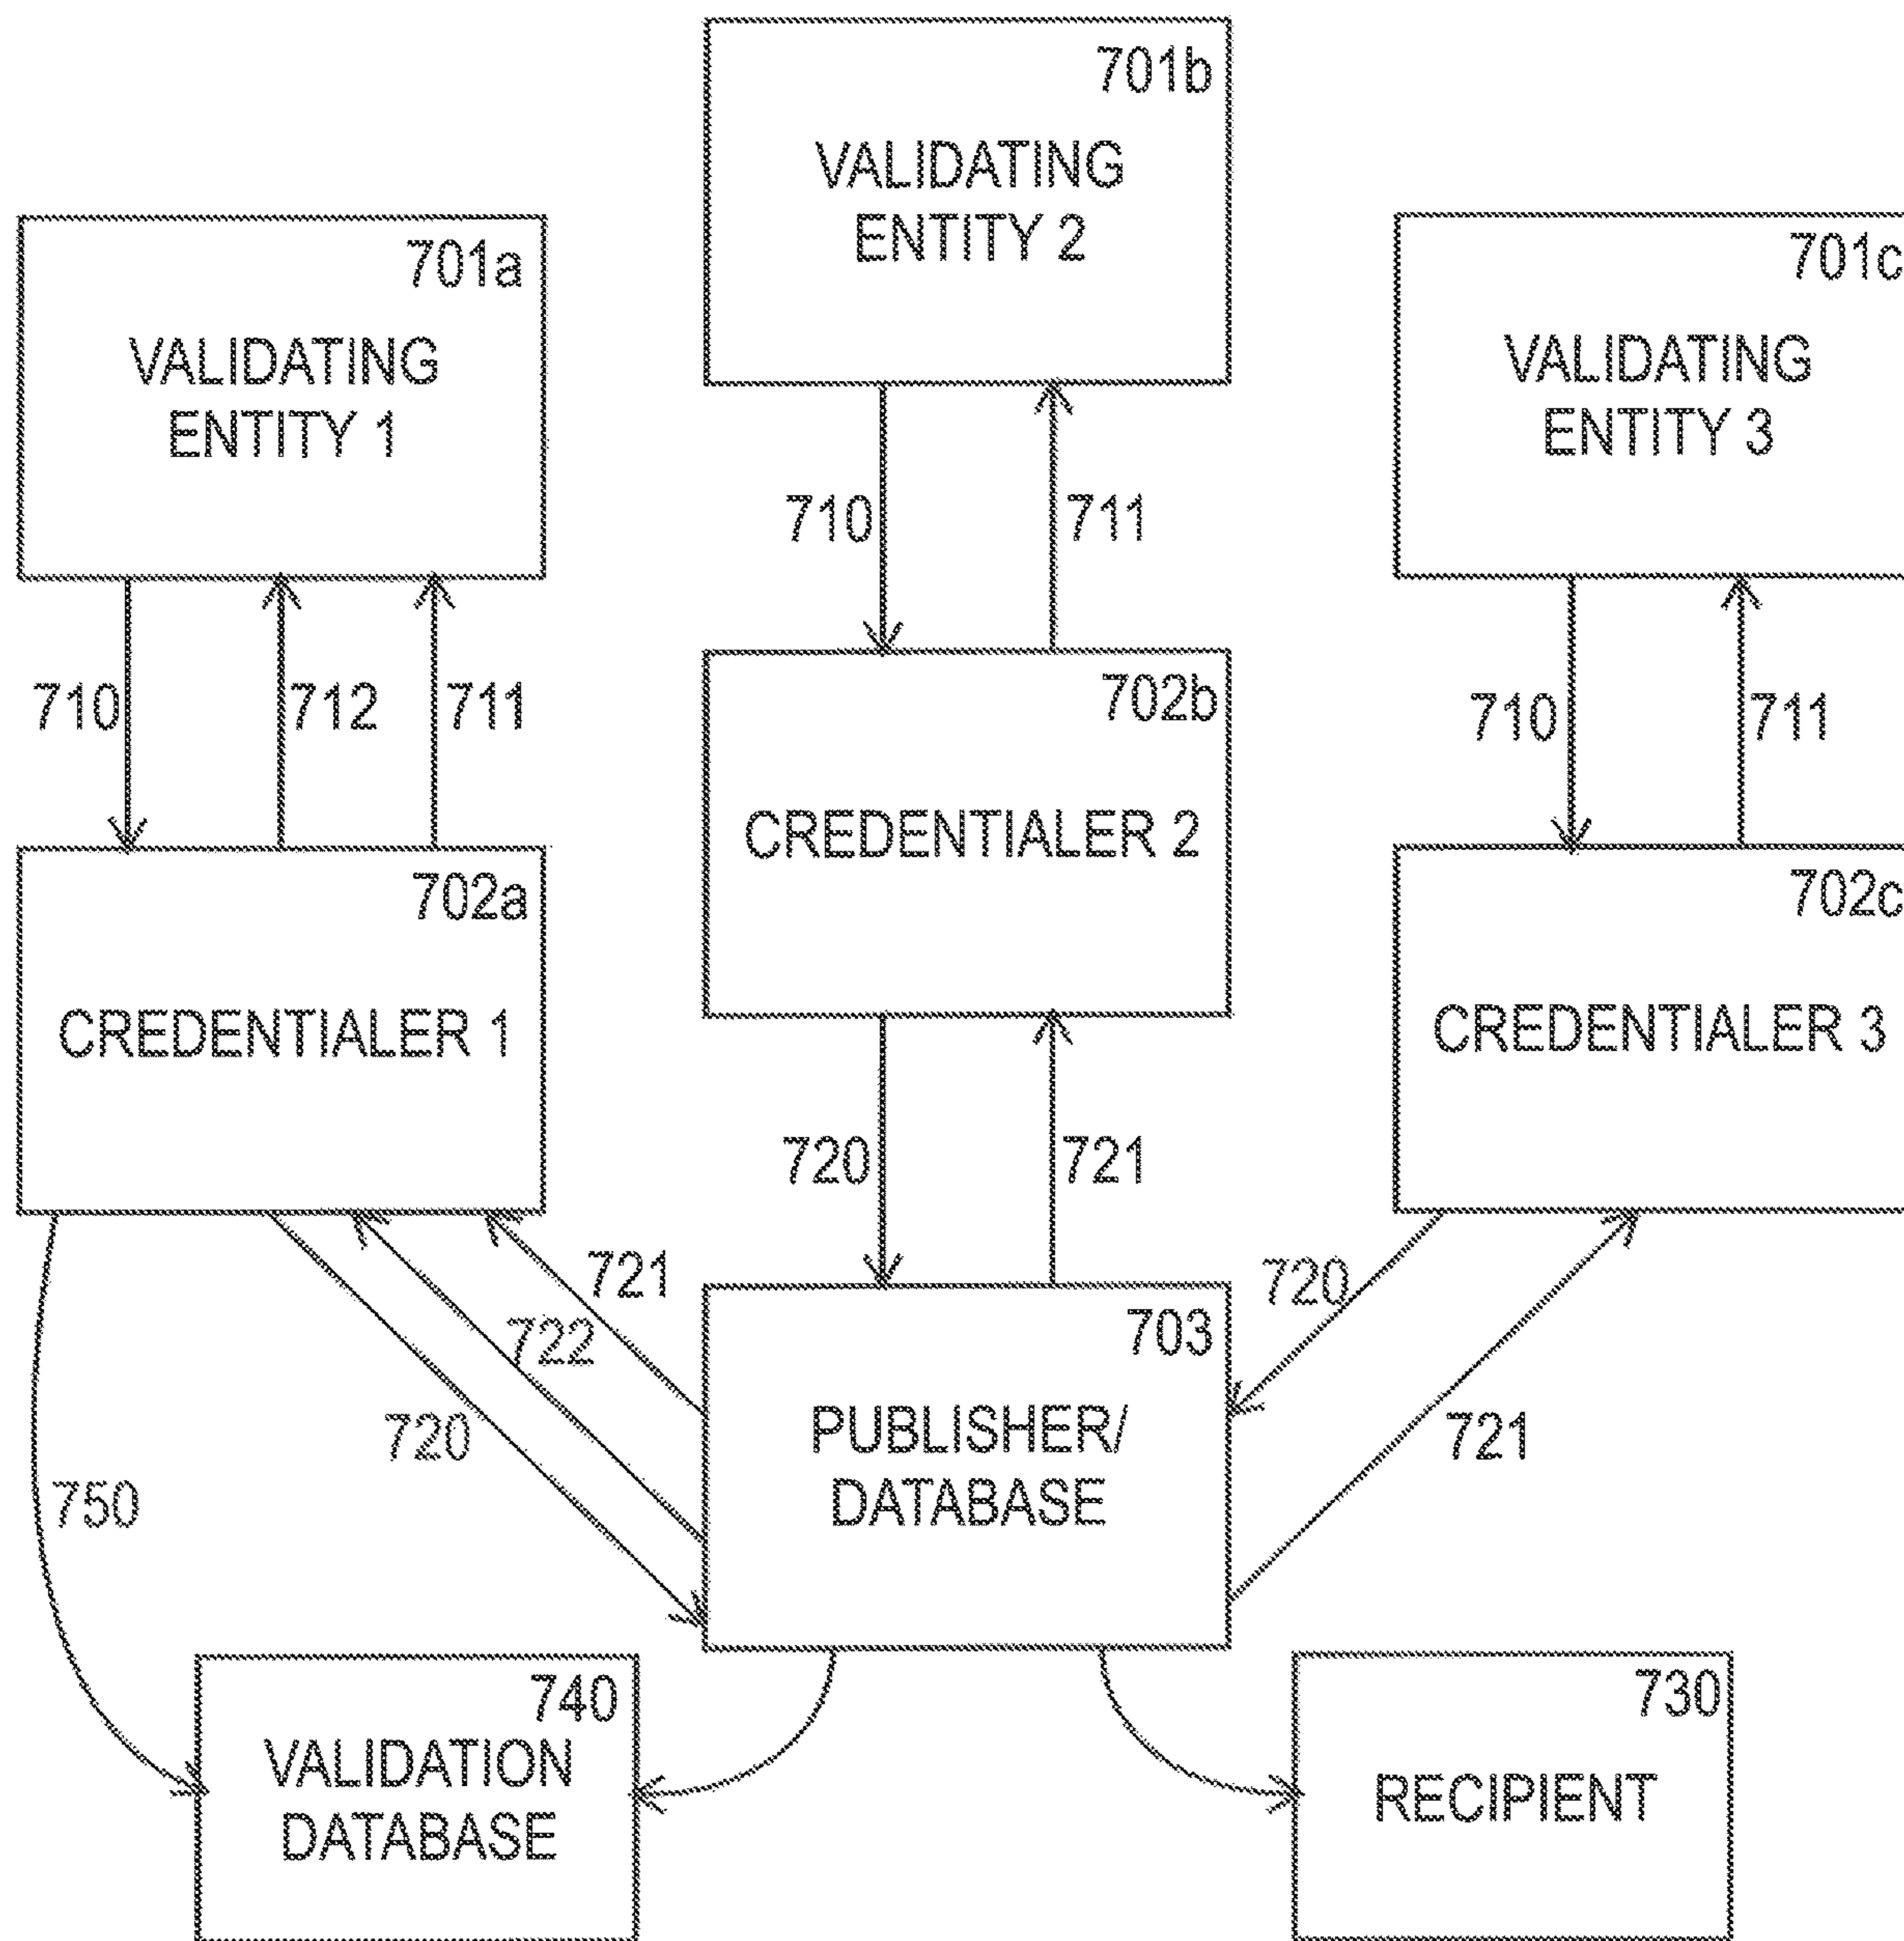 701b
VALIDATING
ENTITY 2
701a
VALIDATING
ENTITY 1
701c
VALIDATING
ENTITY 3
710
711
710
712
711
710
711
702b
CREDENTIALER 2
702a
CREDENTIALER 1
702c
CREDENTIALER 3
720
721
721
722
720
720
721
750
703
PUBLISHER/
DATABASE
740
VALIDATION
DATABASE
730
RECIPIENT